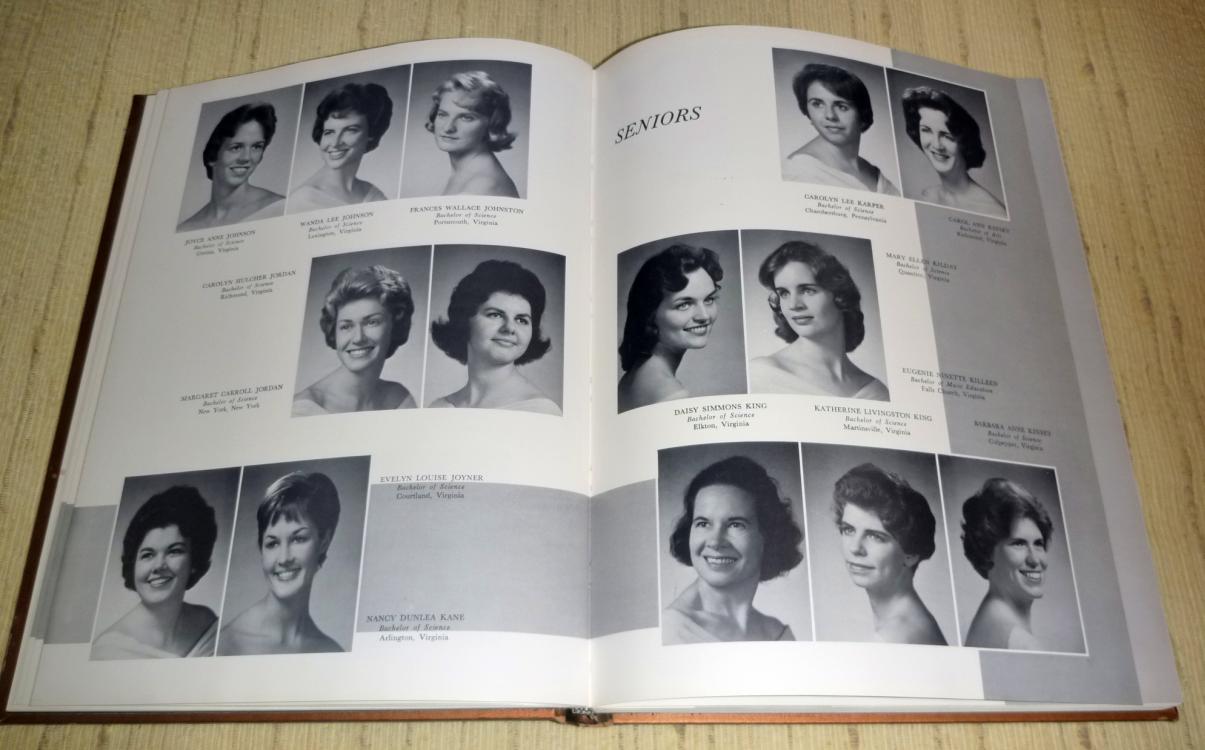 JOYCE ANNE JOHNSON
Bachelor of Science
Virginia
WANDA LEE JOHNSON
Bachelor of Science
Lexington, Virginia
FRANCES WALLACE JOHNSTON
Bachelor of Science
Portsmouth, Virginia
CAROLYN HULCHER JORDAN
Bachelor of Science
Richmond, Virginia
MARGARET CARROLL JORDAN
Bachelor of Science
New York, New York
EVELYN LOUISE JOYNER
Bachelor of Science
Courtland, Virginia
NANCY DUNLEA KANE
Bachelor of Science
Arlington, Virginia
SENIORS
CAROLYN LEE KARPER
Bachelor of Science
Chambersburg, Pennsylvania
CAROL ANN
Bachelor of Arts
Richmond, Virginia
MARY ELLEN KILDAY
Bachelor of Science
Quantico, Virginia
EUGENIE NINETTE KILLEEN
Bachelor of Music Education
Falls Church, Virginia
DAISY SIMMONS KING
Bachelor of Science
Elkton, Virginia
KATHERINE LIVINGSTON KING
Bachelor of Science
Martinsville, Virginia
BARBARA ANNE KISSEE
Bachelor of Science
Culpeper, Virginia